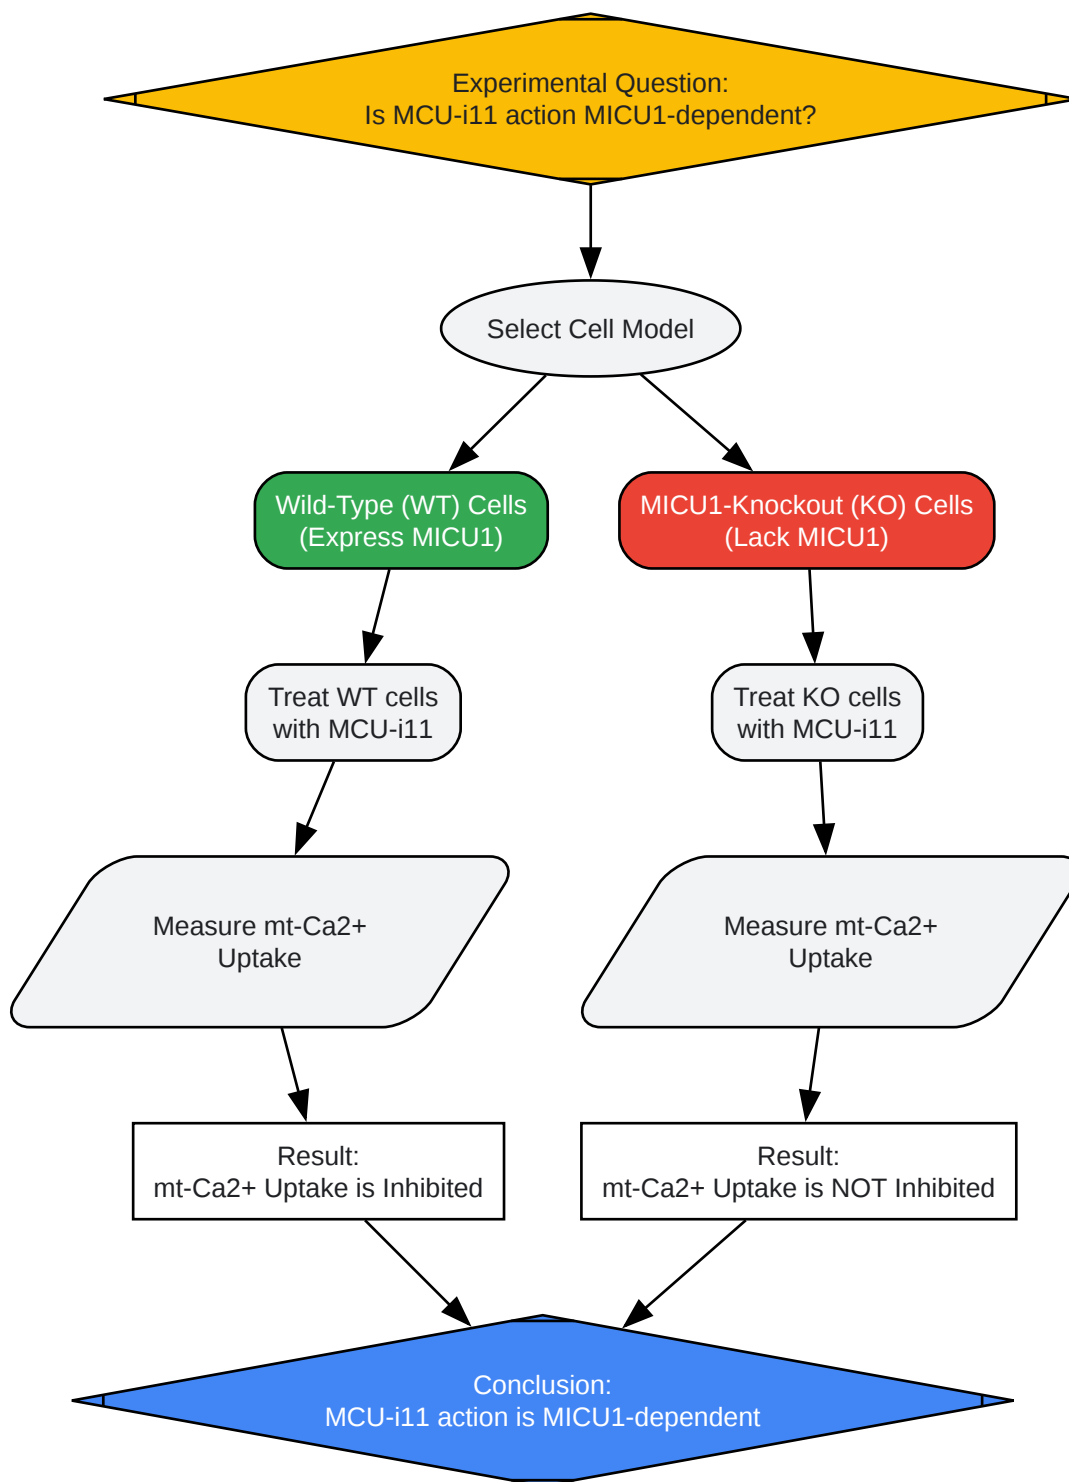 Experimental Question:
Is MCU-i11 action MICU1-dependent?
Select Cell Model
Wild-Type (WT) Cells
(Express MICU1)
MICU1-Knockout (KO) Cells
(Lack MICU1)
Treat WT cells
with MCU-i11
Treat KO cells
with MCU-i11
Measure mt-Ca2+
Uptake
Measure mt-Ca2+
Uptake
Result:
mt-Ca2+ Uptake is Inhibited
Result:
mt-Ca2+ Uptake is NOT Inhibited
Conclusion:
MCU-i11 action is MICU1-dependent